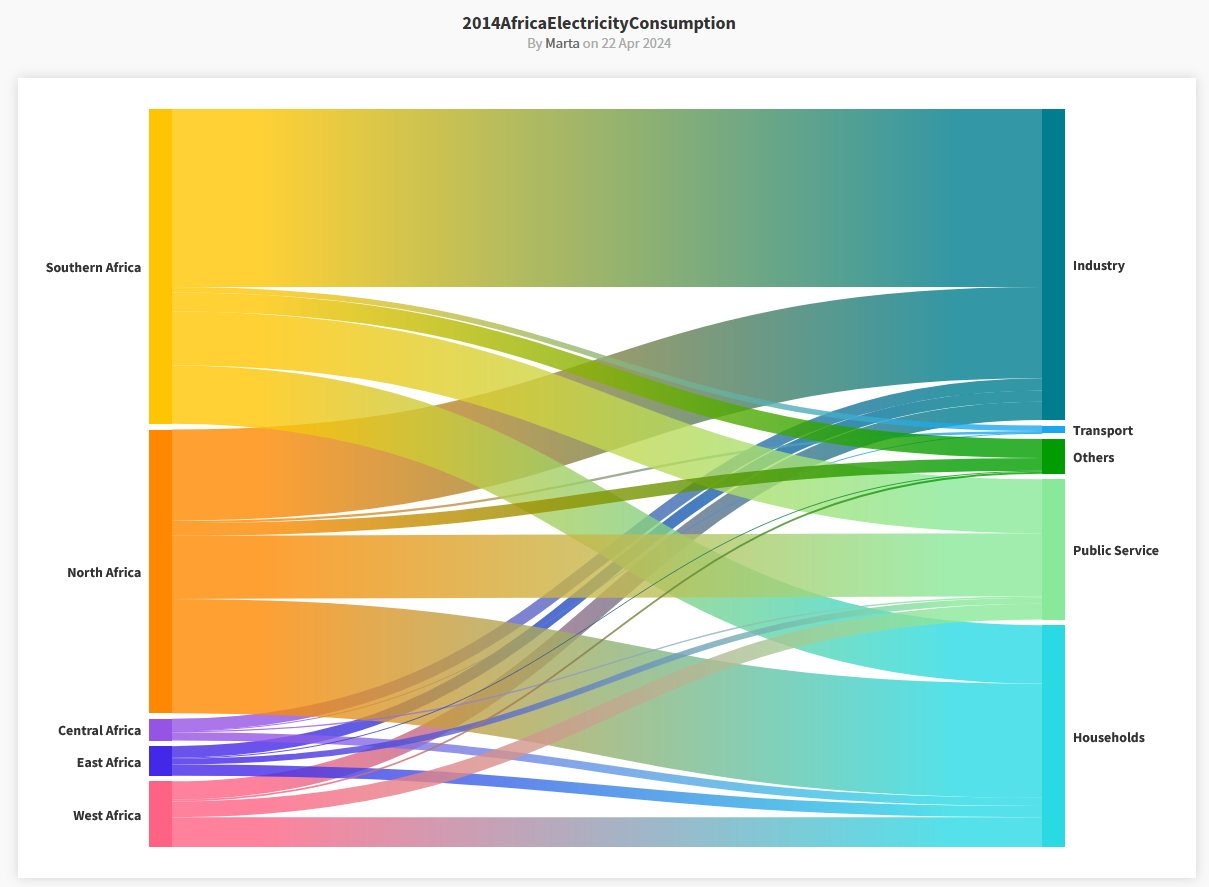 2014AfricaElectricityConsumption
By Marta on 22 Apr 2024
Southern Africa
North Africa
Central Africa
East Africa
West Africa
Industry
Transport
Others
Public Service
Households